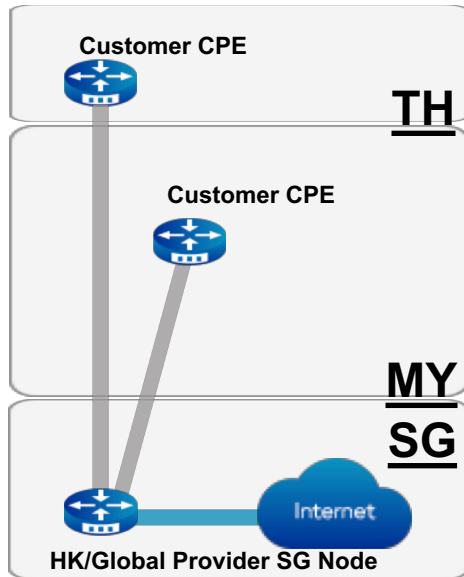 Customer CPE
TH
Customer CPE
MY
SG
Internet
HK/Global Provider SG Node